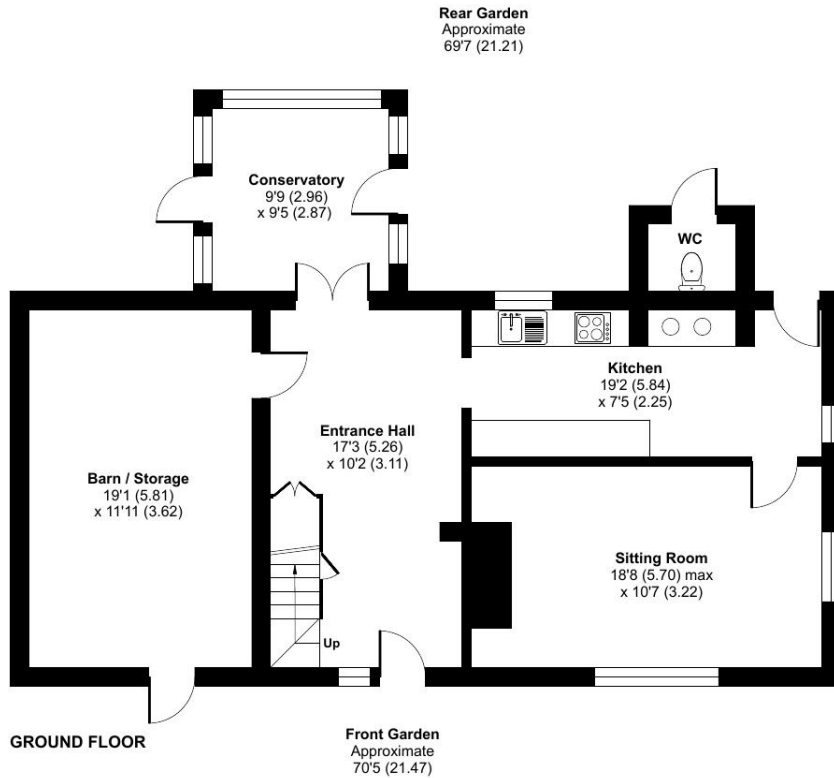 Rear Garden
Approximate
69'7 (21.21)
Conservatory
9'9 (2.96)
x 9'5 (2.87)
WC
Kitchen
19'2 (5.84)
x 7'5 (2.25)
Entrance Hall
17'3 (5.26)
x 10'2 (3.11)
Barn / Storage
19'1 (5.81)
x 11'11 (3.62)
Sitting Room
18'8 (5.70) max
x 10'7 (3.22)
Up
GROUND FLOOR
Front Garden
Approximate
70'5 (21.47)